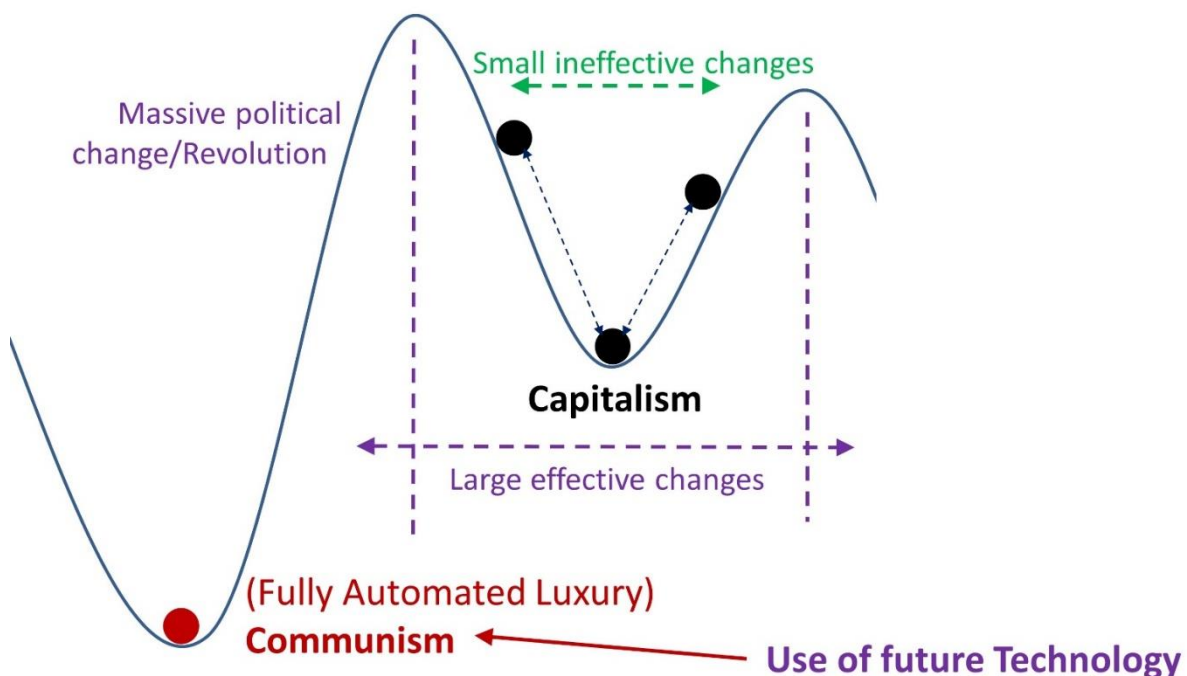 Small ineffective changes
Massive political
change/Revolution
Capitalism
Large effective changes
(Fully Automated Luxury)
Communism
Use of future Technology